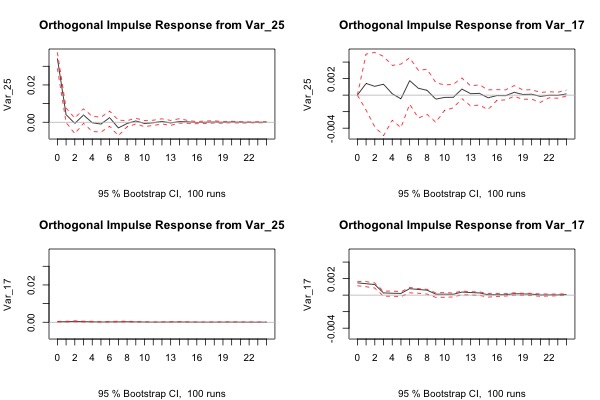 Orthogonal Impulse Response from Var_25
Orthogonal Impulse Response from Var_17
Var_25
0.00 0.02
0 2 4 6 8 10 13 16 19 22
95 % Bootstrap CI, 100 runs
Var_25
-0.004 0.002
0 2 4 6 8 10 13 16 19 22
95 % Bootstrap CI, 100 runs
Orthogonal Impulse Response from Var_25
Orthogonal Impulse Response from Var_17
Var_17
0.00 0.02
0 2 4 6 8 10 13 16 19 22
95 % Bootstrap CI, 100 runs
Var_17
-0.004 0.002
0 2 4 6 8 10 13 16 19 22
95 % Bootstrap CI, 100 runs